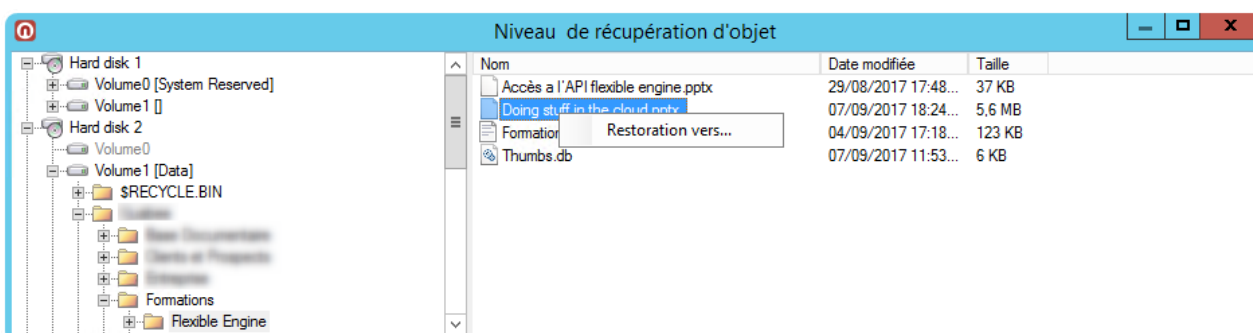 Niveau de récupération d'objet
Hard disk 1
Volume0 [System Reserved]
Volume1 []
Hard disk 2
Volume0
Volume1 [Data]
$RECYCLE.BIN
Formations
Flexible Engine
Nom Date modifiée Taille
Accès a l'API flexible engine.pptx 29/08/2017 17:48... 37 KB
Doing stuff in the cloud.pptx 07/09/2017 18:24... 5,6 MB
Formation 04/09/2017 17:18... 123 KB
Restoration vers...
Thumbs.db 07/09/2017 11:53... 6 KB